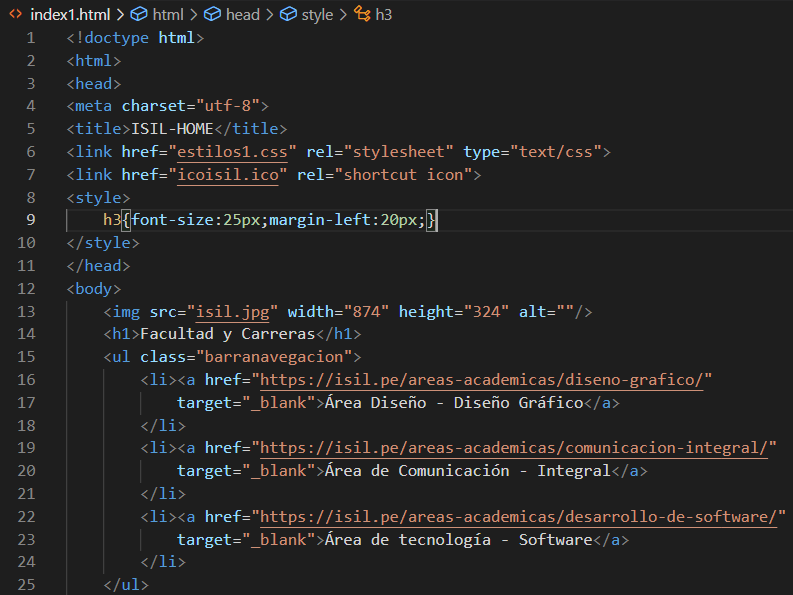 index1.html > html > head > style > h3
1 <!doctype html>
2 <html>
3 <head>
4 <meta charset="utf-8">
5 <title>ISIL-HOME</title>
6 <link href="estilos1.css" rel="stylesheet" type="text/css">
7 <link href="icoisil.ico" rel="shortcut icon">
8 <style>
9 h3{font-size:25px;margin-left:20px;}
10 </style>
11 </head>
12 <body>
13 <img src="isil.jpg" width="874" height="324" alt=""/>
14 <h1>Facultad y Carreras</h1>
15 <ul class="barranavegacion">
16 <li><a href="https://isil.pe/areas-academicas/diseno-grafico/"
17 target="_blank">Área Diseño - Diseño Gráfico</a>
18 </li>
19 <li><a href="https://isil.pe/areas-academicas/comunicacion-integral/"
20 target="_blank">Área de Comunicación - Integral</a>
21 </li>
22 <li><a href="https://isil.pe/areas-academicas/desarrollo-de-software/"
23 target="_blank">Área de tecnología - Software</a>
24 </li>
25 </ul>